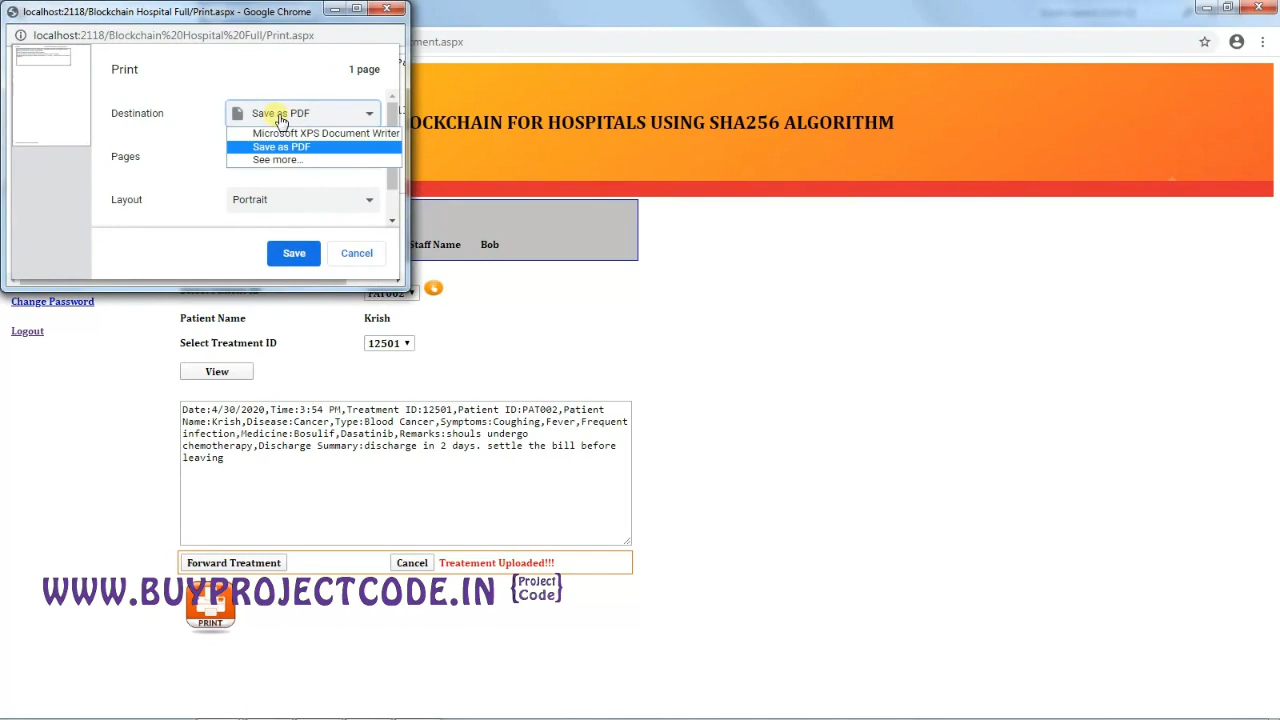 localhost:2118/Blockchain Hospital Full/Print.aspx - Google Chrome
localhost:2118/Blockchain%20Hospital%20Full/Print.aspx
ment.aspx
Print
1 page
Destination
Save as PDF
Microsoft XPS Document Writer
Save as PDF
See more...
Pages
Layout
Portrait
Save
Cancel
OCKCHAIN FOR HOSPITALS USING SHA256 ALGORITHM
Staff Name Bob
Change Password
Logout
PAT002
Patient Name Krish
Select Treatment ID 12501
View
Date:4/30/2020,Time:3:54 PM,Treatment ID:12501,Patient ID:PAT002,Patient
Name:Krish,Disease:Cancer,Type:Blood Cancer,Symptoms:Coughing,Fever,Frequent
infection,Medicine:Bosulif,Dasatinib,Remarks:shouls undergo
chemotherapy,Discharge Summary:discharge in 2 days. settle the bill before
leaving
Forward Treatment Cancel Treatement Uploaded!!!
WWW.BUYPROJECTCODE.IN {Project Code}
PRINT